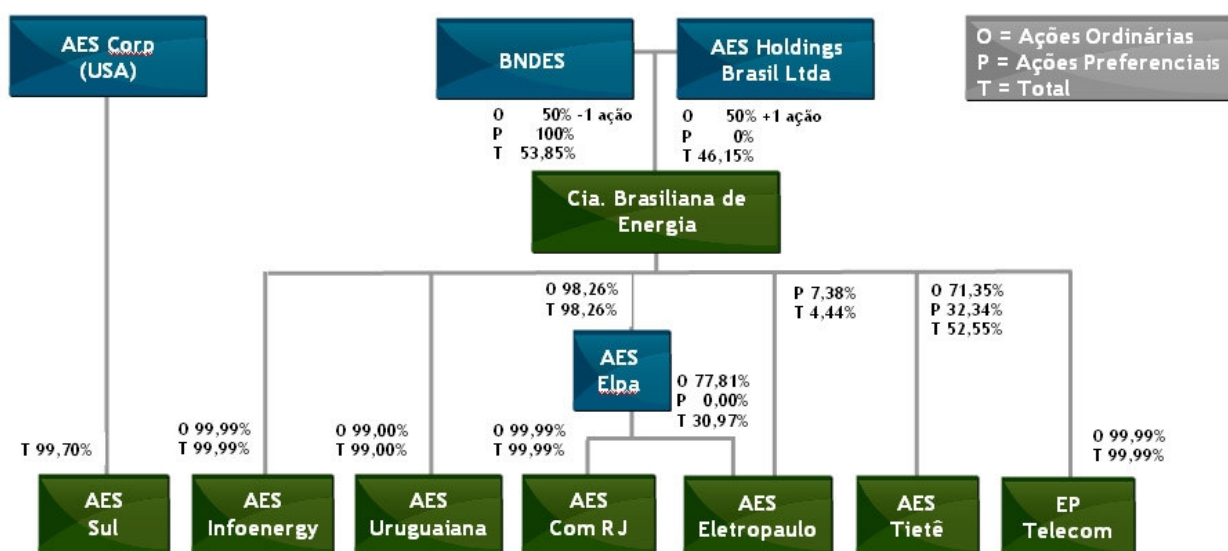 AES Corp
(USA)
BNDES
AES Holdings
Brasil Ltda
O = Ações Ordinárias
P = Ações Preferenciais
T = Total
O 50% -1 ação
P 100%
T 53,85%
O 50% +1 ação
P 0%
T 46,15%
Cia. Brasiliana de
Energia
O 98,26%
T 98,26%
P 7,38%
T 4,44%
O 71,35%
P 32,34%
T 52,55%
AES
Elpa
O 77,81%
P 0,00%
T 30,97%
T 99,70%
O 99,99%
T 99,99%
O 99,00%
T 99,00%
O 99,99%
T 99,99%
O 99,99%
T 99,99%
AES
Sul
AES
Infoenergy
AES
Uruguaiana
AES
Com RJ
AES
Eletropaulo
AES
Tietê
EP
Telecom